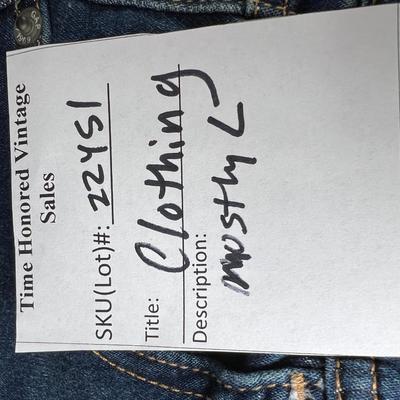 Time Honored Vintage
Sales
SKU(Lot)#: 22451
Title: Clothing
Description:
mostly L